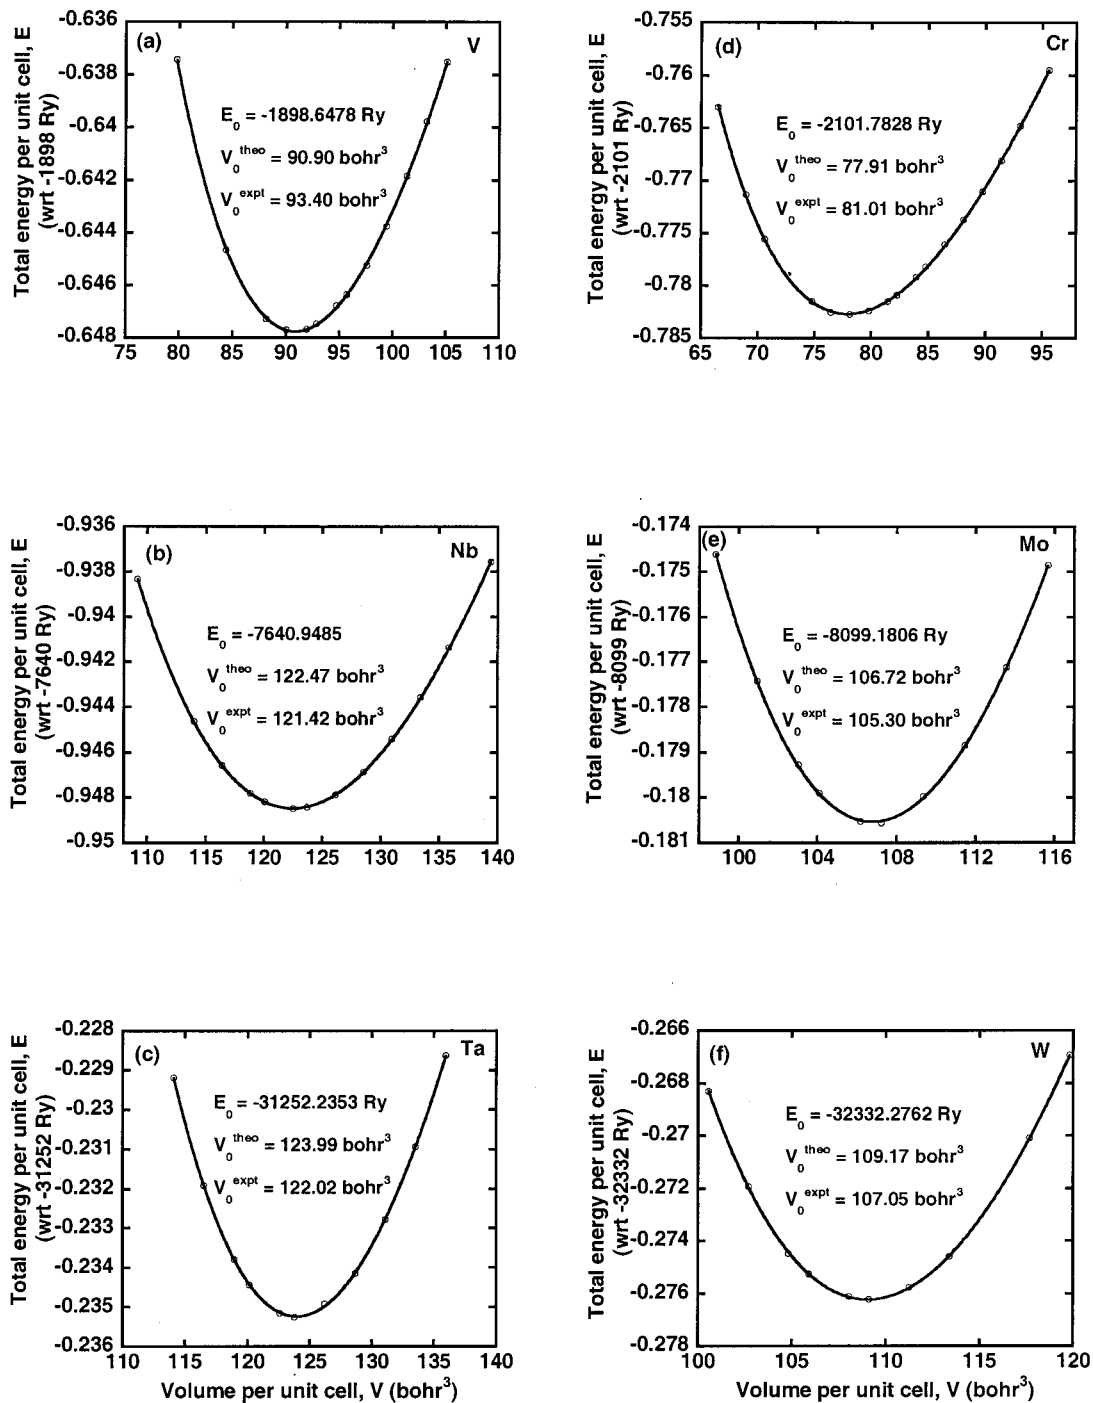 Total energy per unit cell, E
(wrt -1898 Ry)
-0.636
-0.638
-0.64
-0.642
-0.644
-0.646
-0.648
(a)
V
E0 = -1898.6478 Ry
V0theo = 90.90 bohr3
V0expt = 93.40 bohr3
75 80 85 90 95 100 105 110
Total energy per unit cell, E
(wrt -2101 Ry)
-0.755
-0.76
-0.765
-0.77
-0.775
-0.78
-0.785
(d)
Cr
E0 = -2101.7828 Ry
V0theo = 77.91 bohr3
V0expt = 81.01 bohr3
65 70 75 80 85 90 95
Total energy per unit cell, E
(wrt -7640 Ry)
-0.936
-0.938
-0.94
-0.942
-0.944
-0.946
-0.948
-0.95
(b)
Nb
E0 = -7640.9485
V0theo = 122.47 bohr3
V0expt = 121.42 bohr3
110 115 120 125 130 135 140
Total energy per unit cell, E
(wrt -8099 Ry)
-0.174
-0.175
-0.176
-0.177
-0.178
-0.179
-0.18
-0.181
(e)
Mo
E0 = -8099.1806 Ry
V0theo = 106.72 bohr3
V0expt = 105.30 bohr3
100 104 108 112 116
Total energy per unit cell, E
(wrt -31252 Ry)
-0.228
-0.229
-0.23
-0.231
-0.232
-0.233
-0.234
-0.235
-0.236
(c)
Ta
E0 = -31252.2353 Ry
V0theo = 123.99 bohr3
V0expt = 122.02 bohr3
110 115 120 125 130 135 140
Volume per unit cell, V (bohr3)
Total energy per unit cell, E
(wrt -32332 Ry)
-0.266
-0.268
-0.27
-0.272
-0.274
-0.276
-0.278
(f)
W
E0 = -32332.2762 Ry
V0theo = 109.17 bohr3
V0expt = 107.05 bohr3
100 105 110 115 120
Volume per unit cell, V (bohr3)